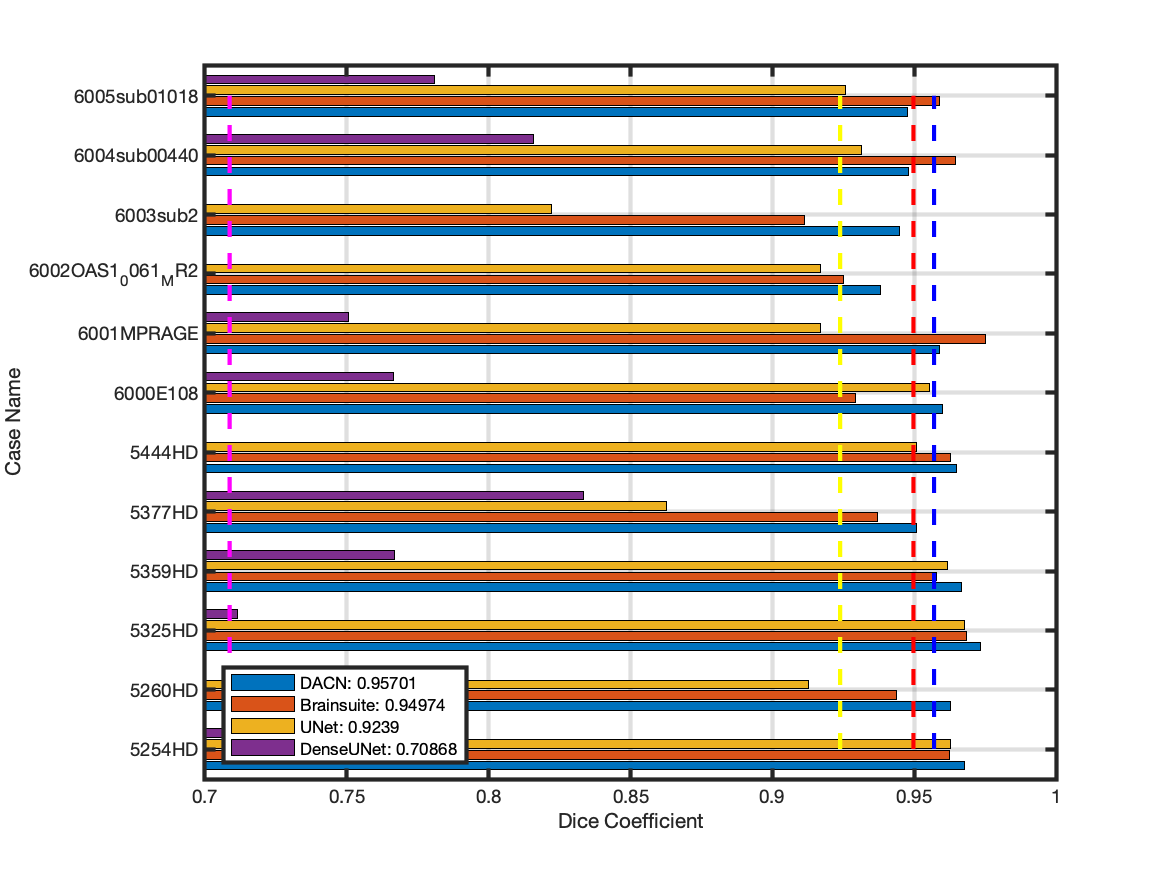 6005sub01018
6004sub00440
6003sub2
6002OAS1₀061ₘR2
6001MPRAGE
6000E108
5444HD
5377HD
5359HD
5325HD
5260HD
5254HD
Case Name
DACN: 0.95701
Brainsuite: 0.94974
UNet: 0.9239
DenseUNet: 0.70868
0.7 0.75 0.8 0.85 0.9 0.95 1
Dice Coefficient